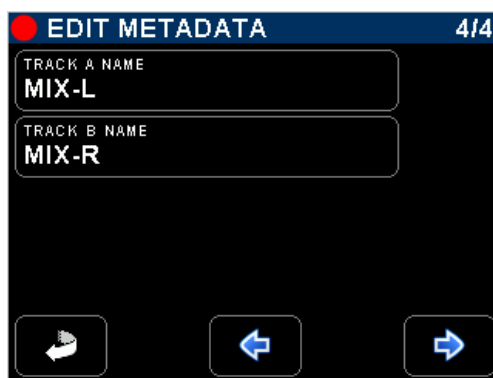 EDIT METADATA 4/4
TRACK A NAME
MIX-L
TRACK B NAME
MIX-R